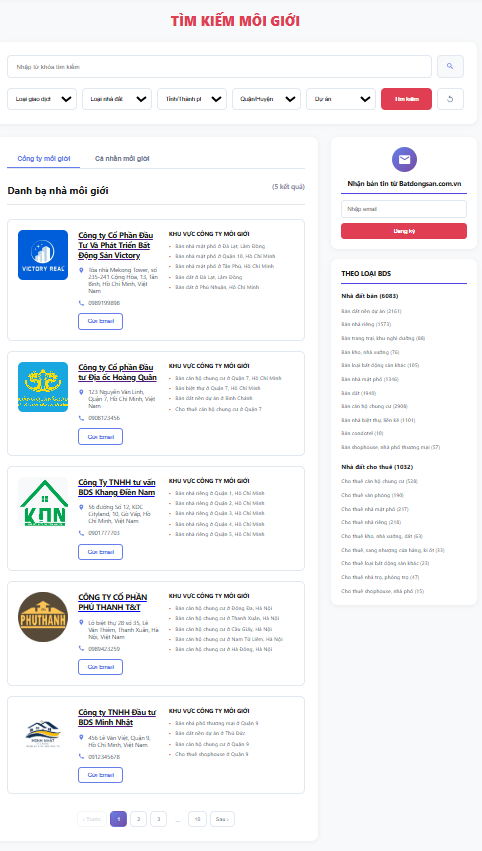 TÌM KIẾM MÔI GIỚI
Nhập từ khóa tìm kiếm
Loại giao dịch
Loại nhà đất
Tỉnh/Thành ph
Quận/Huyện
Dự án
Tìm kiếm
Công ty môi giới
Cá nhân môi giới
Danh bạ nhà môi giới
(5 kết quả)
VICTORY REAL
Công ty Cổ Phần Đầu
Tư Và Phát Triển Bất
Động Sản Victory
Tòa nhà Mekong Tower, số
235-241 Cộng Hòa, 13, Tân
Bình, Hồ Chí Minh, Việt
Nam
0989199898
Gửi Email
KHU VỰC CÔNG TY MÔI GIỚI
Bán nhà mặt phố ở Đà Lạt, Lâm Đồng
Bán nhà mặt phố ở Quận 10, Hồ Chí Minh
Bán nhà mặt phố ở Tân Phú, Hồ Chí Minh
Bán đất ở Đà Lạt, Lâm Đồng
Bán đất ở Phú Nhuận, Hồ Chí Minh
Công ty Cổ phần Đầu
tư Địa ốc Hoàng Quân
123 Nguyễn Văn Linh,
Quận 7, Hồ Chí Minh, Việt
Nam
0908123456
Gửi Email
KHU VỰC CÔNG TY MÔI GIỚI
Bán căn hộ chung cư ở Quận 7, Hồ Chí Minh
Bán biệt thự ở Quận 7, Hồ Chí Minh
Bán đất nền dự án ở Bình Chánh
Cho thuê căn hộ chung cư ở Quận 7
KĐN
Công Ty TNHH tư vấn
BDS Khang Điền Nam
56 đường Số 12, KDC
Cityland, 10, Gò Vấp, Hồ
Chí Minh, Việt Nam
0901777703
Gửi Email
KHU VỰC CÔNG TY MÔI GIỚI
Bán nhà riêng ở Quận 1, Hồ Chí Minh
Bán nhà riêng ở Quận 2, Hồ Chí Minh
Bán nhà riêng ở Quận 3, Hồ Chí Minh
Bán nhà riêng ở Quận 4, Hồ Chí Minh
Bán nhà riêng ở Quận 5, Hồ Chí Minh
PHUTHANH
CÔNG TY CỔ PHẦN
PHÚ THANH T&T
Lô biệt thự 28 số 35, Lê
Văn Thiêm, Thanh Xuân, Hà
Nội, Việt Nam
0989423259
Gửi Email
KHU VỰC CÔNG TY MÔI GIỚI
Bán căn hộ chung cư ở Đống Đa, Hà Nội
Bán căn hộ chung cư ở Thanh Xuân, Hà Nội
Bán căn hộ chung cư ở Cầu Giấy, Hà Nội
Bán căn hộ chung cư ở Nam Từ Liêm, Hà Nội
Bán căn hộ chung cư ở Hà Đông, Hà Nội
MINH NHAT
Công ty TNHH Đầu tư
BDS Minh Nhật
456 Lê Văn Việt, Quận 9,
Hồ Chí Minh, Việt Nam
0912345678
Gửi Email
KHU VỰC CÔNG TY MÔI GIỚI
Bán nhà phố thương mại ở Quận 9
Bán đất nền dự án ở Thủ Đức
Bán căn hộ chung cư ở Quận 9
Cho thuê shophouse ở Quận 9
‹ Trước
1
2
3
...
10
Sau ›
Nhận bản tin từ Batdongsan.com.vn
Nhập email
Đăng ký
THEO LOẠI BDS
Nhà đất bán (6083)
Bán đất nền dự án (2161)
Bán nhà riêng (1573)
Bán trang trại, khu nghỉ dưỡng (88)
Bán kho, nhà xưởng (76)
Bán loại bất động sản khác (105)
Bán nhà mặt phố (1346)
Bán đất (1948)
Bán căn hộ chung cư (2908)
Bán nhà biệt thự, liền kề (1101)
Bán condotel (10)
Bán shophouse, nhà phố thương mại (57)
Nhà đất cho thuê (1032)
Cho thuê căn hộ chung cư (528)
Cho thuê văn phòng (190)
Cho thuê nhà mặt phố (217)
Cho thuê nhà riêng (218)
Cho thuê kho, nhà xưởng, đất (63)
Cho thuê, sang nhượng cửa hàng, ki ốt (33)
Cho thuê loại bất động sản khác (23)
Cho thuê nhà trọ, phòng trọ (47)
Cho thuê shophouse, nhà phố (15)